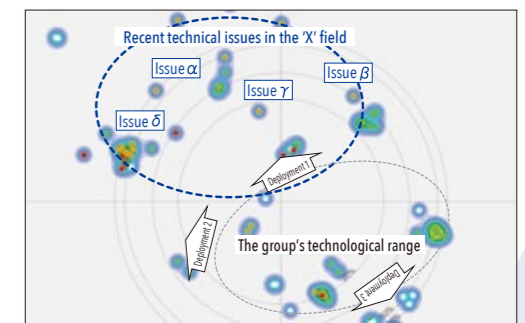 Recent technical issues in the ‘X’ field
Issue α
Issue β
Issue γ
Issue δ
Deployment 1
Deployment 2
The group’s technological range
Deployment 3